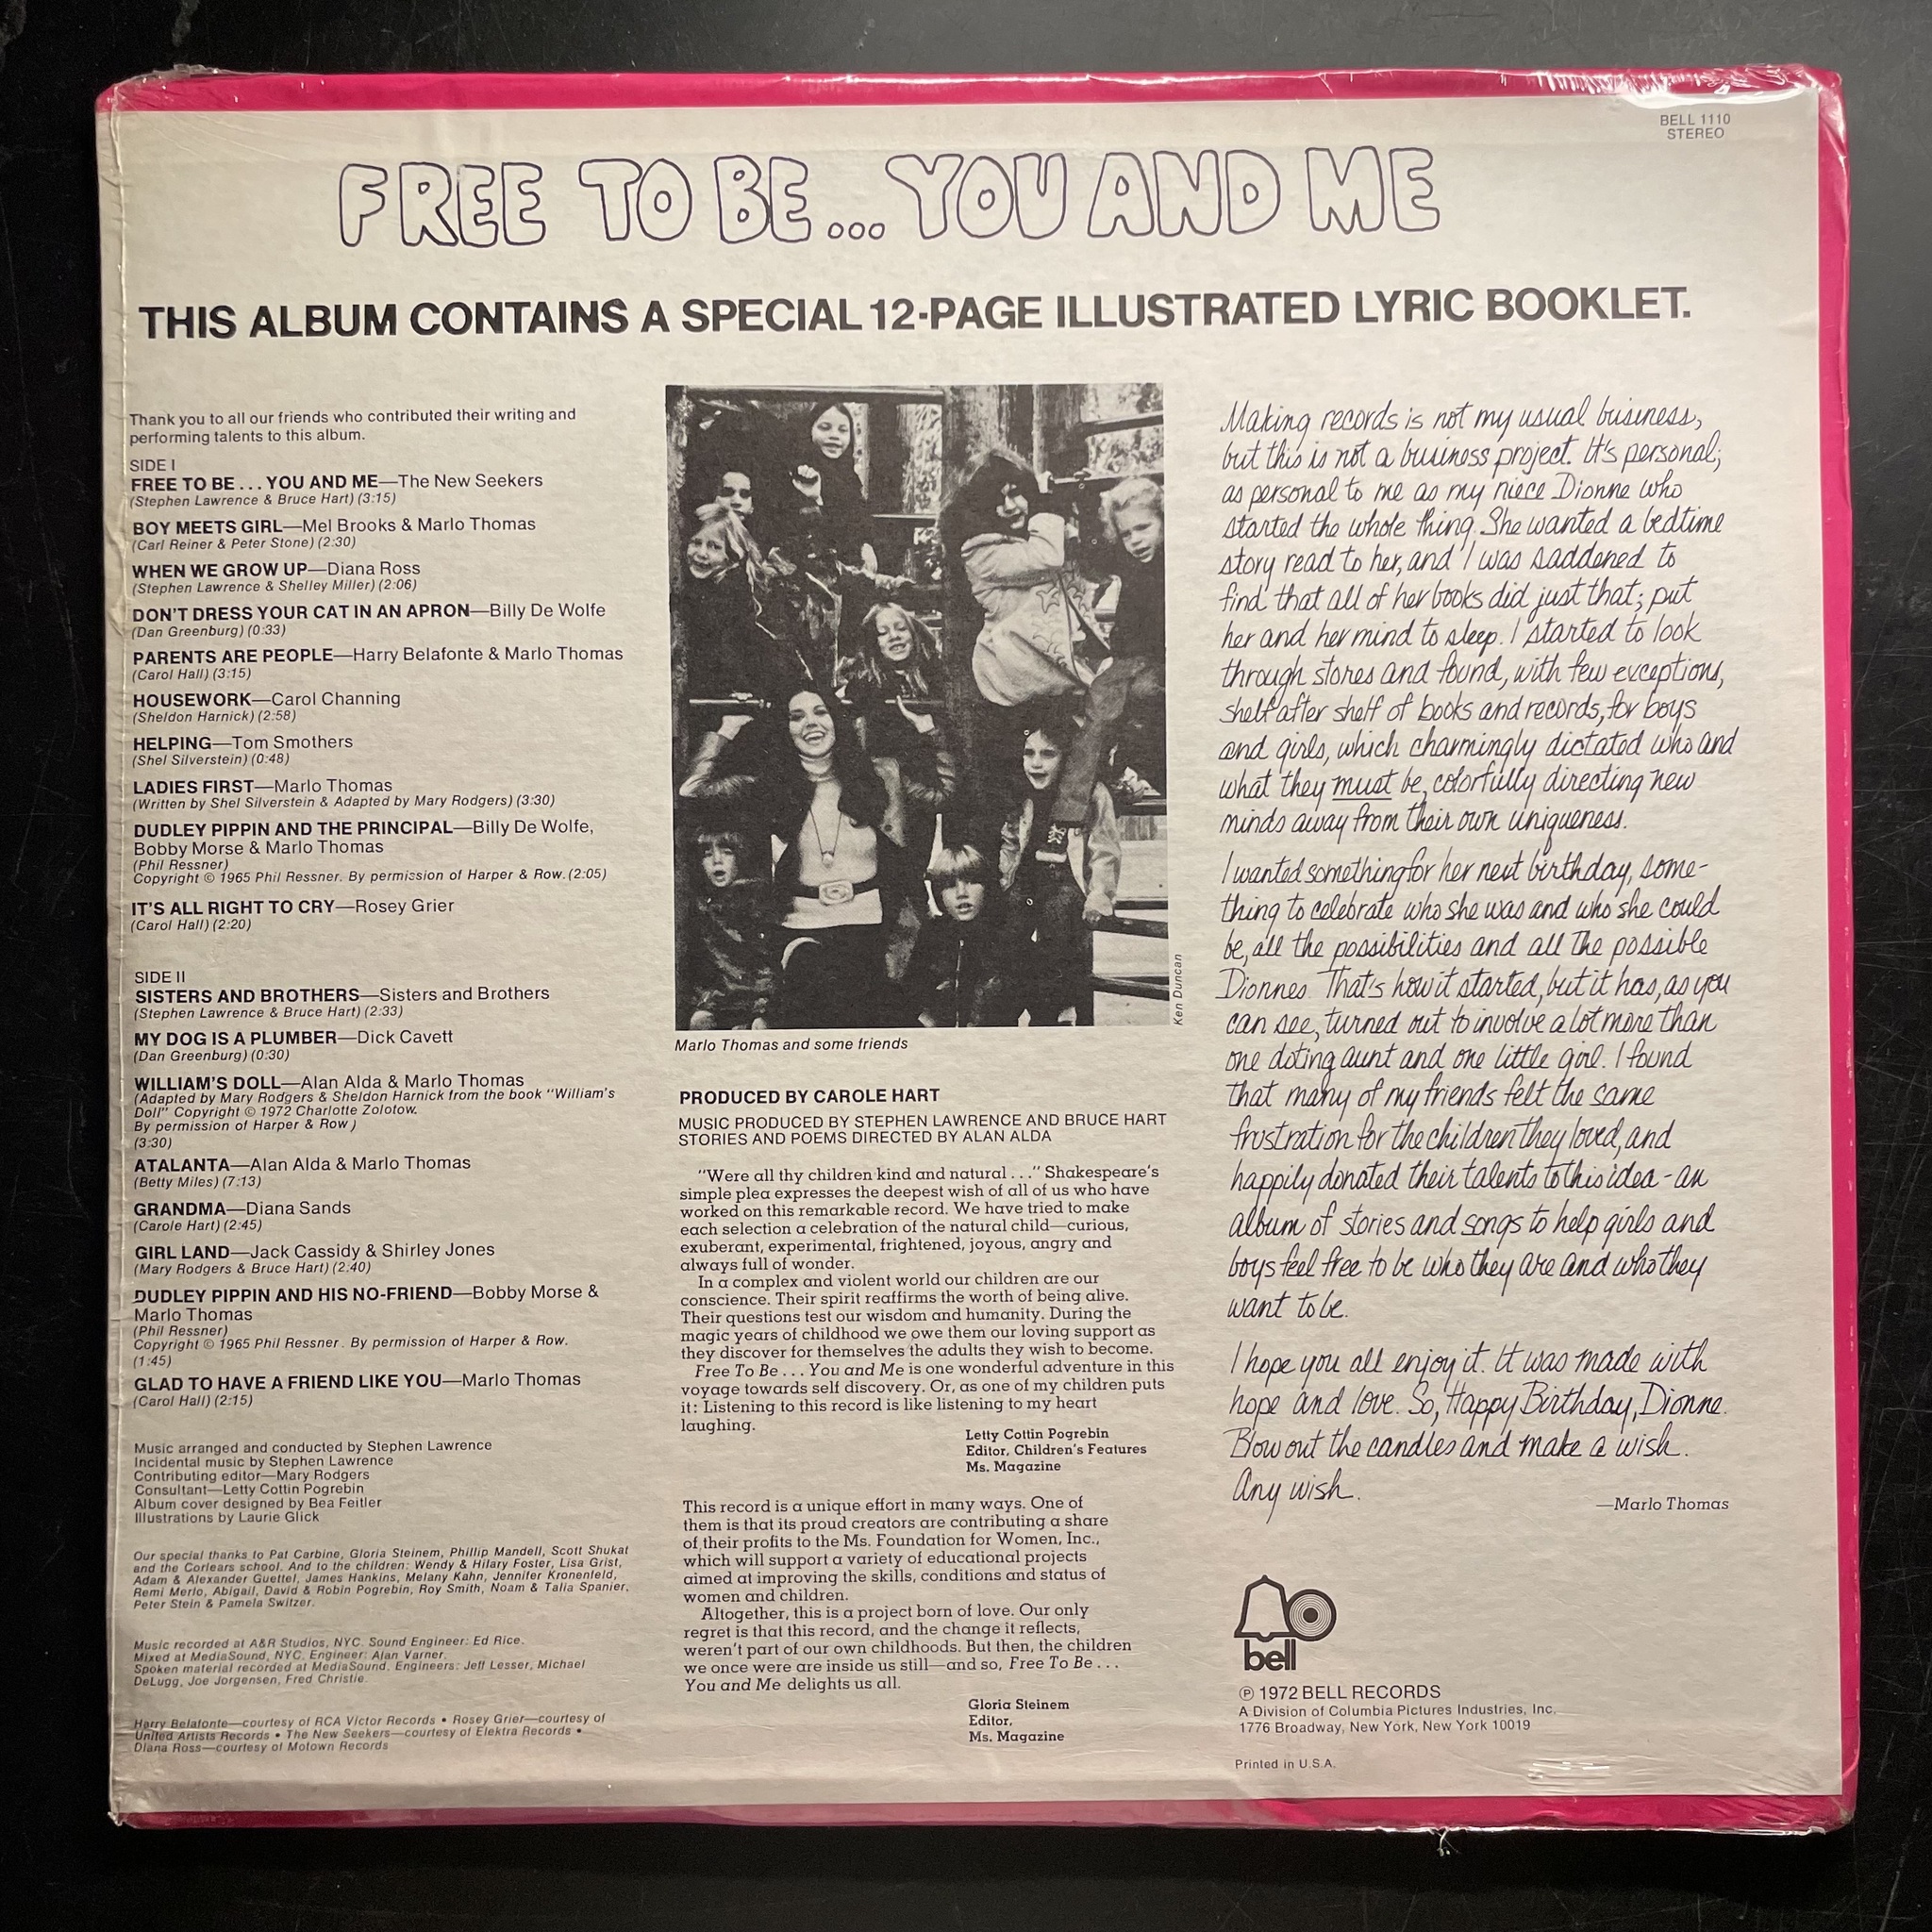 BELL 1110
STEREO
FREE TO BE...YOU AND ME
THIS ALBUM CONTAINS A SPECIAL 12-PAGE ILLUSTRATED LYRIC BOOKLET.
Thank you to all our friends who contributed their writing and
performing talents to this album.
SIDE I
FREE TO BE...YOU AND ME—The New Seekers
(Stephen Lawrence & Bruce Hart) (3:15)
BOY MEETS GIRL—Mel Brooks & Marlo Thomas
(Carl Reiner & Peter Stone) (2:30)
WHEN WE GROW UP—Diana Ross
(Stephen Lawrence & Shelley Miller) (2:06)
DON'T DRESS YOUR CAT IN AN APRON—Billy De Wolfe
(Dan Greenburg) (0:33)
PARENTS ARE PEOPLE—Harry Belafonte & Marlo Thomas
(Carol Hall) (3:15)
HOUSEWORK—Carol Channing
(Sheldon Harnick) (2:58)
HELPING—Tom Smothers
(Shel Silverstein) (0:48)
LADIES FIRST—Marlo Thomas
(Written by Shel Silverstein & Adapted by Mary Rodgers) (3:30)
DUDLEY PIPPIN AND THE PRINCIPAL—Billy De Wolfe,
Bobby Morse & Marlo Thomas
(Phil Ressner)
Copyright © 1965 Phil Ressner. By permission of Harper & Row. (2:05)
IT'S ALL RIGHT TO CRY—Rosey Grier
(Carol Hall) (2:20)
SIDE II
SISTERS AND BROTHERS—Sisters and Brothers
(Stephen Lawrence & Bruce Hart) (2:33)
MY DOG IS A PLUMBER—Dick Cavett
(Dan Greenburg) (0:30)
WILLIAM'S DOLL—Alan Alda & Marlo Thomas
(Adapted by Mary Rodgers & Sheldon Harnick from the book "William's
Doll" Copyright © 1972 Charlotte Zolotow.
By permission of Harper & Row)
(3:30)
ATALANTA—Alan Alda & Marlo Thomas
(Betty Miles) (7:13)
GRANDMA—Diana Sands
(Carole Hart) (2:45)
GIRL LAND—Jack Cassidy & Shirley Jones
(Mary Rodgers & Bruce Hart) (2:40)
DUDLEY PIPPIN AND HIS NO-FRIEND—Bobby Morse &
Marlo Thomas
(Phil Ressner)
Copyright © 1965 Phil Ressner. By permission of Harper & Row.
(1:45)
GLAD TO HAVE A FRIEND LIKE YOU—Marlo Thomas
(Carol Hall) (2:15)
Music arranged and conducted by Stephen Lawrence
Incidental music by Stephen Lawrence
Contributing editor—Mary Rodgers
Consultant—Letty Cottin Pogrebin
Album cover designed by Bea Feitler
Illustrations by Laurie Glick
Our special thanks to Pat Carbine, Gloria Steinem, Phillip Mandell, Scott Shukat
and the Corlears school. And to the children: Wendy & Hilary Foster, Lisa Grist,
Adam & Alexander Guettel, James Hankins, Melany Kahn, Jennifer Kronenfeld,
Remi Merlo, Abigail, David & Robin Pogrebin, Roy Smith, Noam & Talia Spanier,
Peter Stein & Pamela Switzer.
Music recorded at A&R Studios, NYC. Sound Engineer: Ed Rice.
Mixed at MediaSound, NYC. Engineer: Alan Varner.
Spoken material recorded at MediaSound, Engineers: Jeff Lesser, Michael
DeLugg, Joe Jorgensen, Fred Christie.
Harry Belafonte—courtesy of RCA Victor Records • Rosey Grier—courtesy of
United Artists Records • The New Seekers—courtesy of Elektra Records •
Diana Ross—courtesy of Motown Records
Ken Duncan
Marlo Thomas and some friends
PRODUCED BY CAROLE HART
MUSIC PRODUCED BY STEPHEN LAWRENCE AND BRUCE HART
STORIES AND POEMS DIRECTED BY ALAN ALDA
"Were all thy children kind and natural..." Shakespeare's
simple plea expresses the deepest wish of all of us who have
worked on this remarkable record. We have tried to make
each selection a celebration of the natural child—curious,
exuberant, experimental, frightened, joyous, angry and
always full of wonder.
In a complex and violent world our children are our
conscience. Their spirit reaffirms the worth of being alive.
Their questions test our wisdom and humanity. During the
magic years of childhood we owe them our loving support as
they discover for themselves the adults they wish to become.
Free To Be...You and Me is one wonderful adventure in this
voyage towards self discovery. Or, as one of my children puts
it: Listening to this record is like listening to my heart
laughing.
Letty Cottin Pogrebin
Editor, Children's Features
Ms. Magazine
This record is a unique effort in many ways. One of
them is that its proud creators are contributing a share
of their profits to the Ms. Foundation for Women, Inc.,
which will support a variety of educational projects
aimed at improving the skills, conditions and status of
women and children.
Altogether, this is a project born of love. Our only
regret is that this record, and the change it reflects,
weren't part of our own childhoods. But then, the children
we once were are inside us still—and so, Free To Be...
You and Me delights us all.
Gloria Steinem
Editor,
Ms. Magazine
Making records is not my usual business,
but this is not a business project. It's personal;
as personal to me as my niece Dionne who
started the whole thing. She wanted a bedtime
story read to her, and I was saddened to
find that all of her books did just that; put
her and her mind to sleep. I started to look
through stores and found, with few exceptions,
shelf after shelf of books and records, for boys
and girls, which charmingly dictated who and
what they must be, colorfully directing new
minds away from their own uniqueness.
I wanted something for her next birthday, some-
thing to celebrate who she was and who she could
be, all the possibilities and all the possible
Dionnes. That's how it started, but it has, as you
can see, turned out to involve a lot more than
one doting aunt and one little girl. I found
that many of my friends felt the same
frustration for the children they loved, and
happily donated their talents to this idea-an
album of stories and songs to help girls and
boys feel free to be who they are and who they
want to be.
I hope you all enjoy it. It was made with
hope and love. So, Happy Birthday, Dionne.
Blow out the candles and make a wish.
Any wish.
—Marlo Thomas
bell
℗ 1972 BELL RECORDS
A Division of Columbia Pictures Industries, Inc.
1776 Broadway, New York, New York 10019
Printed in U.S.A.